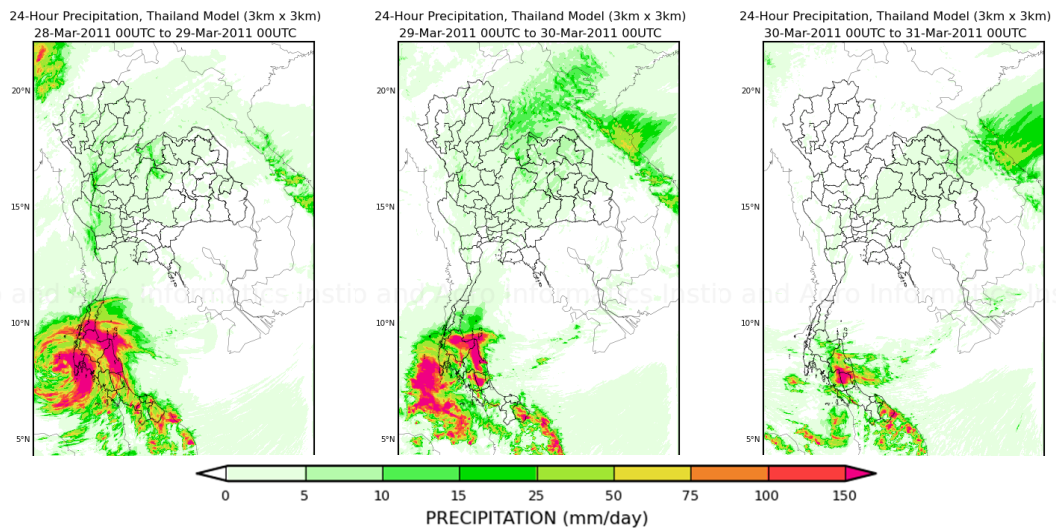 24-Hour Precipitation, Thailand Model (3km x 3km)
28-Mar-2011 00UTC to 29-Mar-2011 00UTC
24-Hour Precipitation, Thailand Model (3km x 3km)
29-Mar-2011 00UTC to 30-Mar-2011 00UTC
24-Hour Precipitation, Thailand Model (3km x 3km)
30-Mar-2011 00UTC to 31-Mar-2011 00UTC
20°N
15°N
10°N
5°N
20°N
15°N
10°N
5°N
20°N
15°N
10°N
5°N
0 5 10 15 25 50 75 100 150
PRECIPITATION (mm/day)